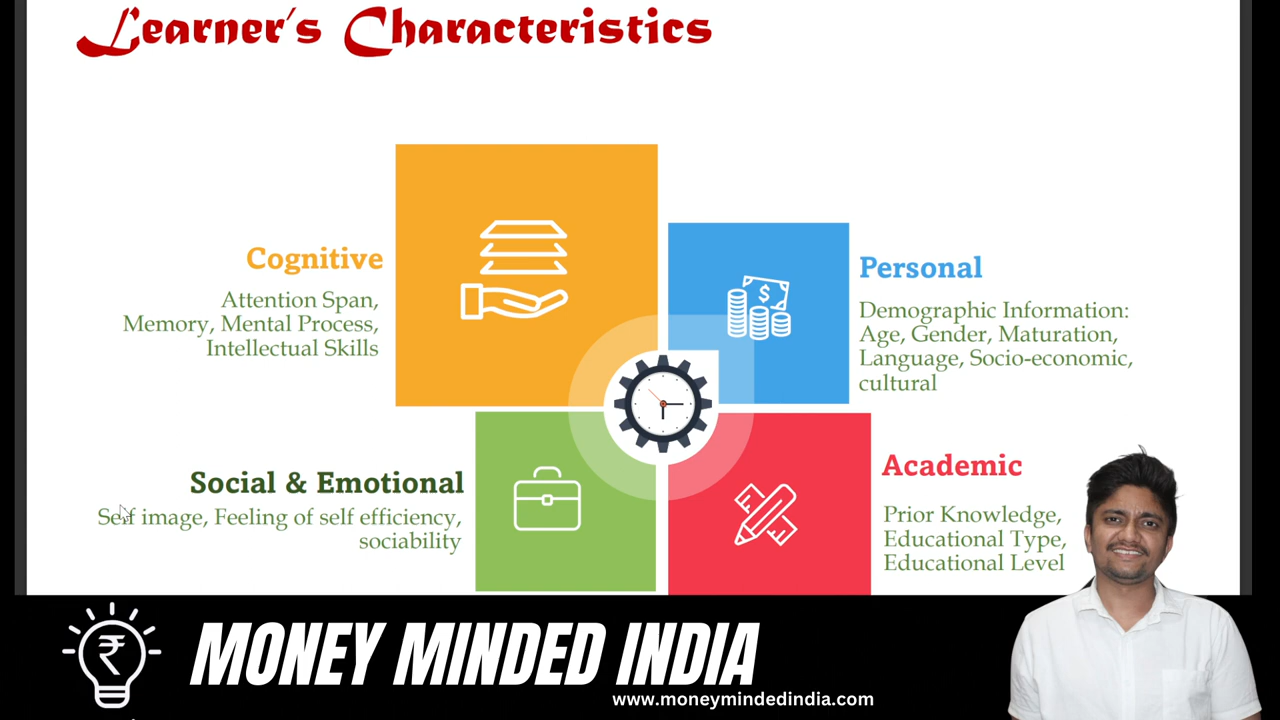 Learner's Characteristics
Cognitive
Attention Span,
Memory, Mental Process,
Intellectual Skills
Personal
Demographic Information:
Age, Gender, Maturation,
Language, Socio-economic,
cultural
Social & Emotional
Self image, Feeling of self efficiency,
sociability
Academic
Prior Knowledge,
Educational Type,
Educational Level
$
₹
MONEY MINDED INDIA
www.moneymindedindia.com